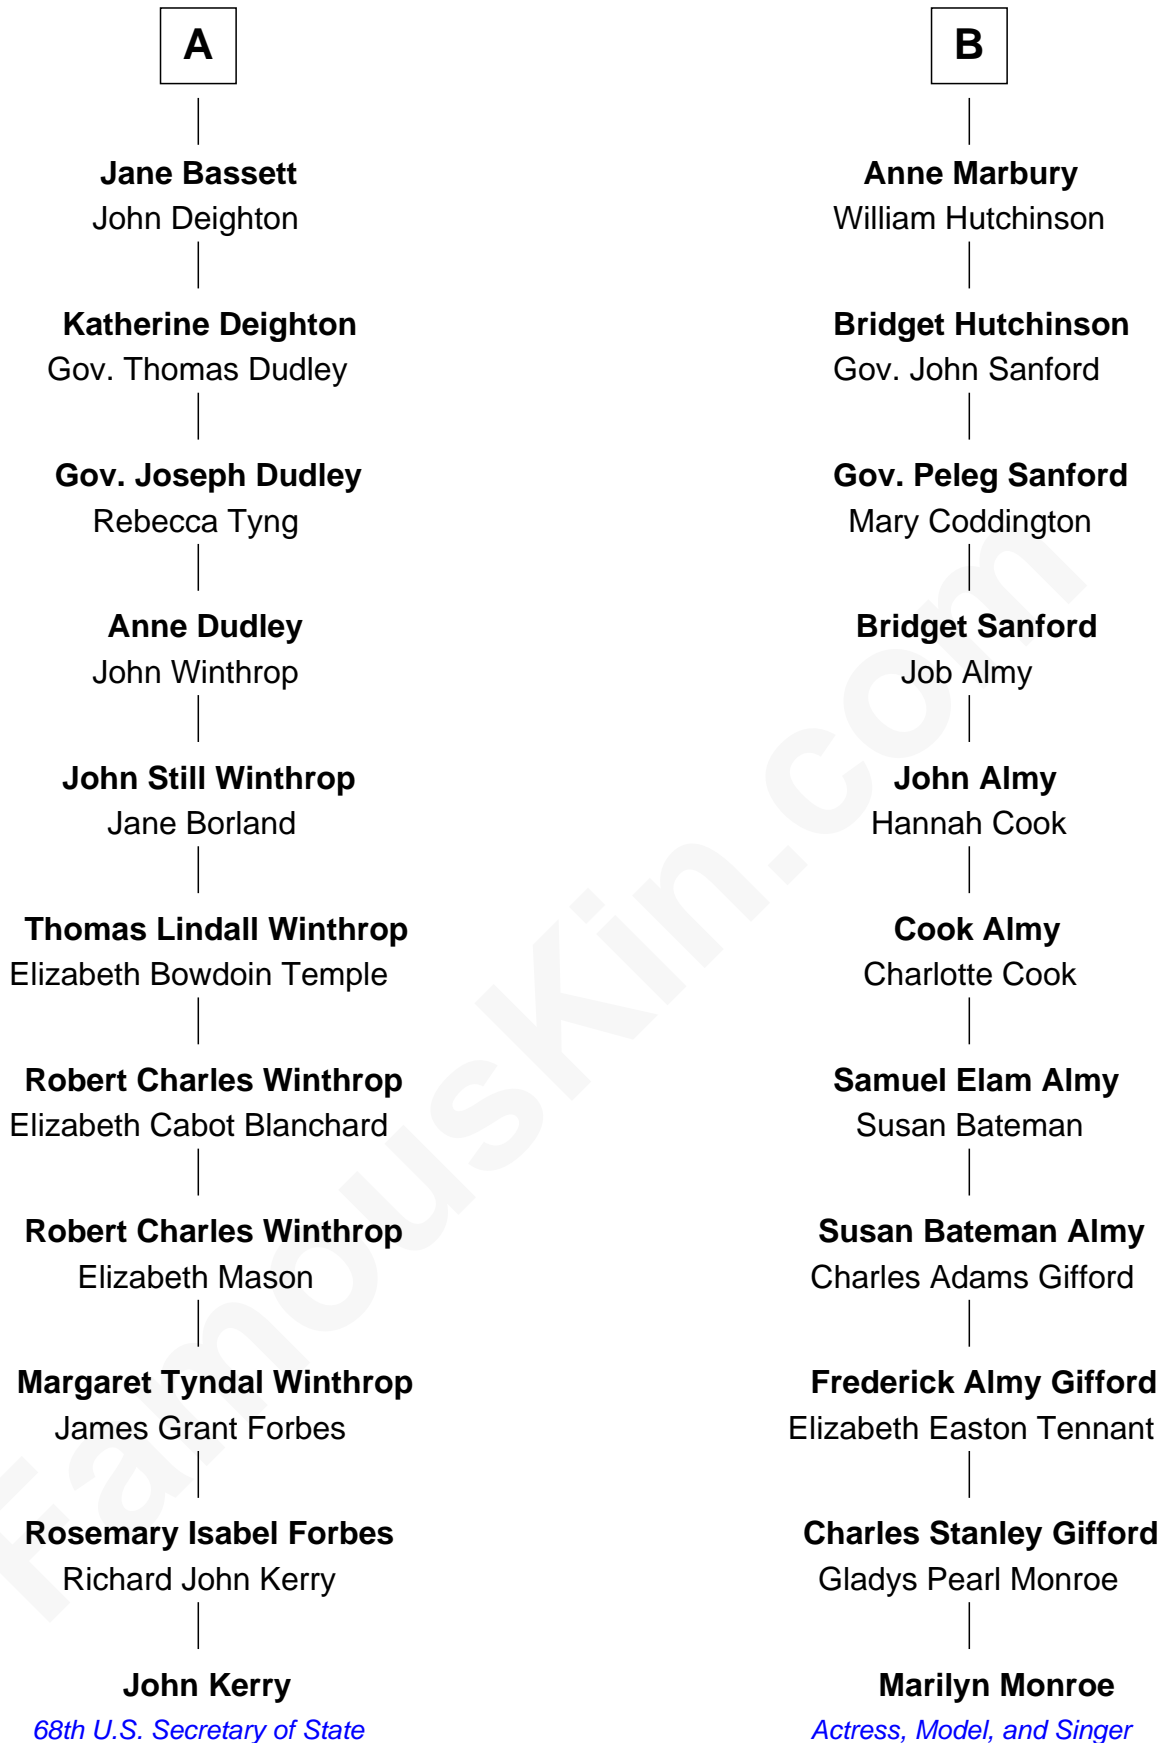 A
Jane Bassett
John Deighton
Katherine Deighton
Gov. Thomas Dudley
Gov. Joseph Dudley
Rebecca Tyng
Anne Dudley
John Winthrop
John Still Winthrop
Jane Borland
Thomas Lindall Winthrop
Elizabeth Bowdoin Temple
Robert Charles Winthrop
Elizabeth Cabot Blanchard
Robert Charles Winthrop
Elizabeth Mason
Margaret Tyndal Winthrop
James Grant Forbes
Rosemary Isabel Forbes
Richard John Kerry
John Kerry
68th U.S. Secretary of State
B
Anne Marbury
William Hutchinson
Bridget Hutchinson
Gov. John Sanford
Gov. Peleg Sanford
Mary Coddington
Bridget Sanford
Job Almy
John Almy
Hannah Cook
Cook Almy
Charlotte Cook
Samuel Elam Almy
Susan Bateman
Susan Bateman Almy
Charles Adams Gifford
Frederick Almy Gifford
Elizabeth Easton Tennant
Charles Stanley Gifford
Gladys Pearl Monroe
Marilyn Monroe
Actress, Model, and Singer
FamousKin.com